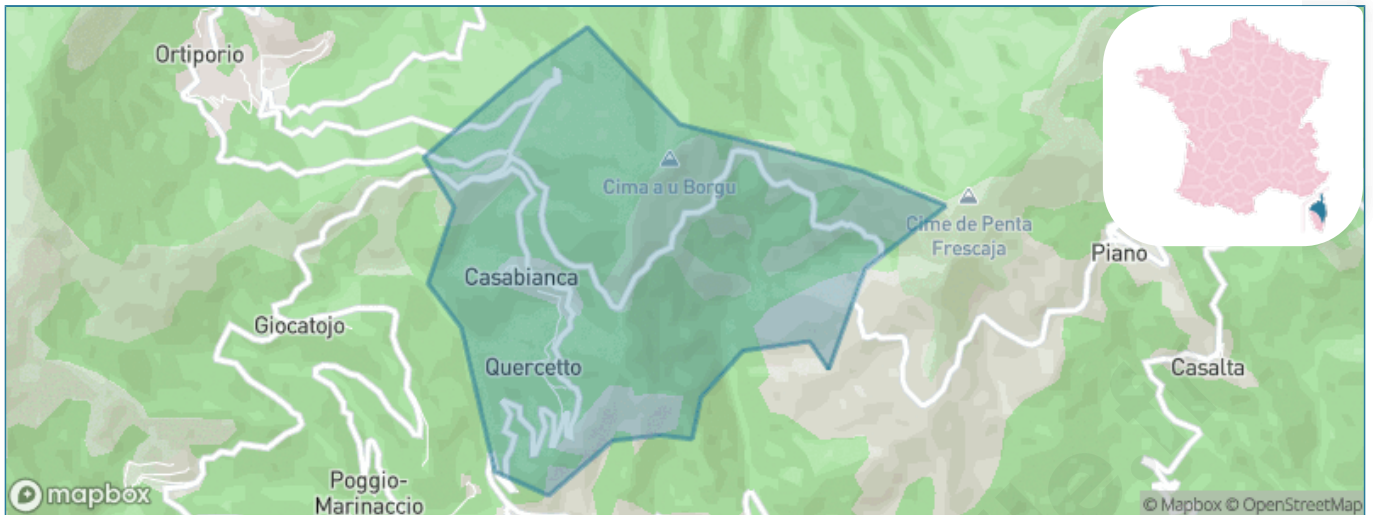 Ortiporio
Cima a u Borgu
Cime de Penta
Frescaja
Piano
Casabianca
Giocatojo
Quercetto
Casalta
Poggio-
Marinaccio
mapbox
© Mapbox © OpenStreetMap